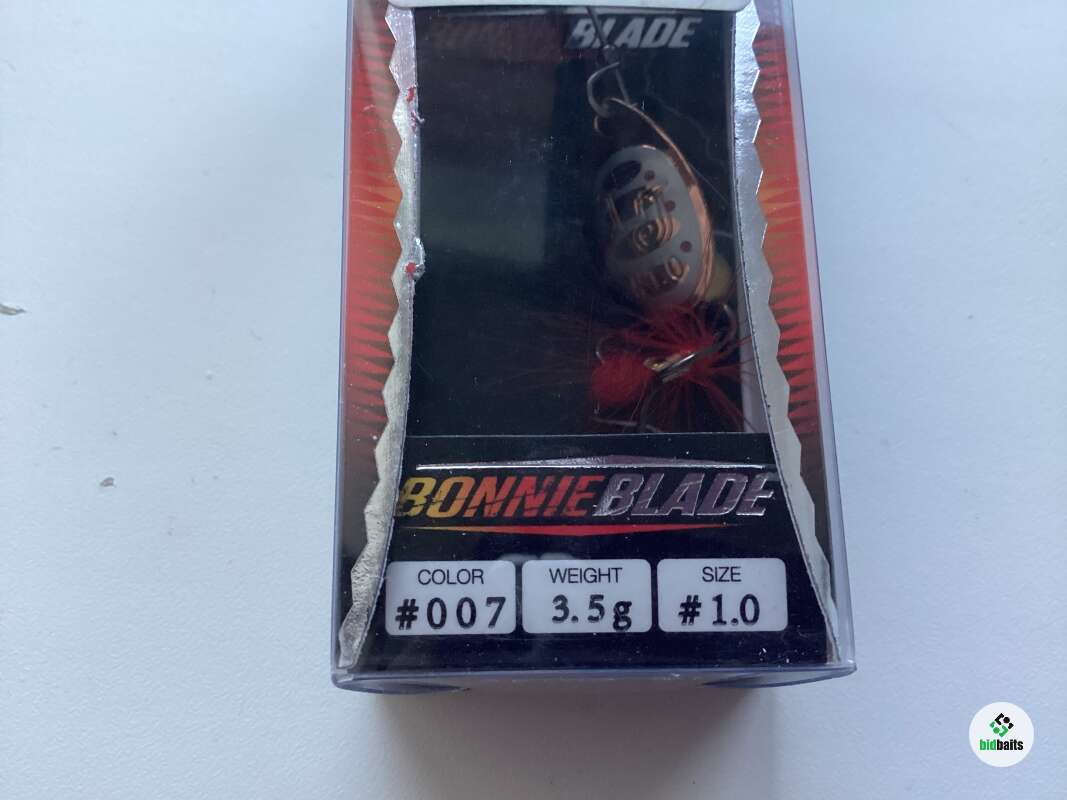 BLADE
BONNIE BLADE
COLOR WEIGHT SIZE
#007 3.5g #1.0
bidbaits